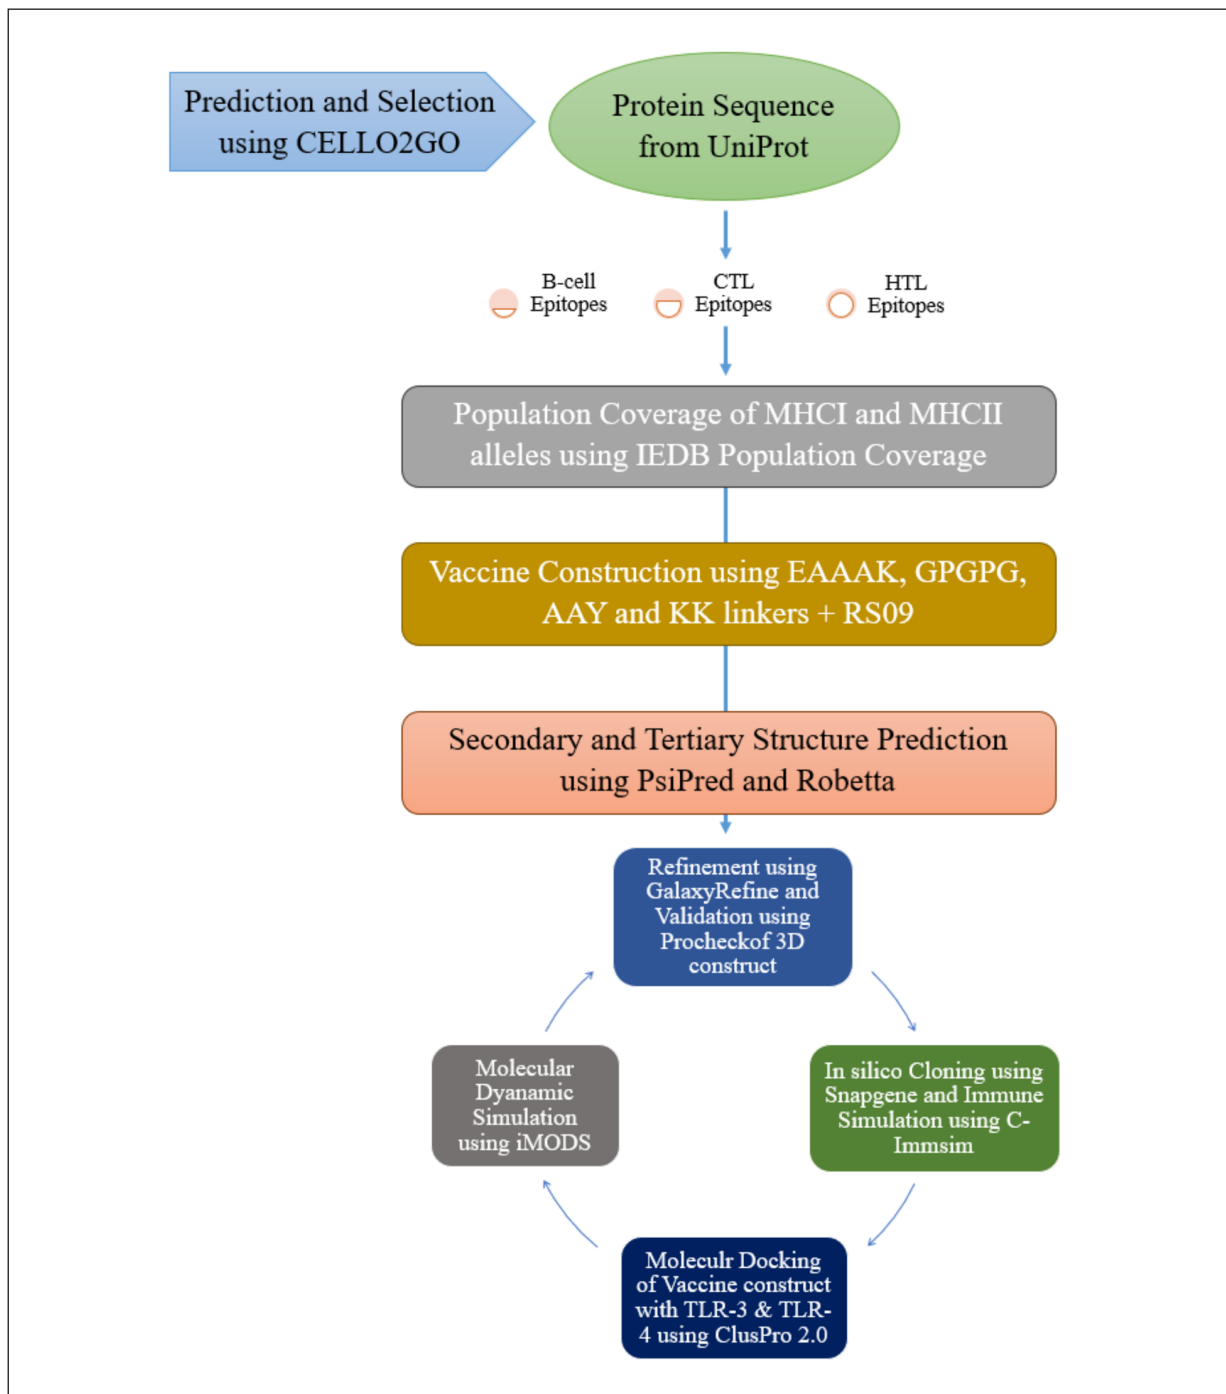 Prediction and Selection
using CELLO2GO
Protein Sequence
from UniProt
B-cell
Epitopes
CTL
Epitopes
HTL
Epitopes
Population Coverage of MHCI and MHCII
alleles using IEDB Population Coverage
Vaccine Construction using EAAAK, GPGPG,
AAY and KK linkers + RS09
Secondary and Tertiary Structure Prediction
using PsiPred and Robetta
Refinement using
GalaxyRefine and
Validation using
Procheckof 3D
construct
In silico Cloning using
Snapgene and Immune
Simulation using C-
Immsim
Moleculr Docking
of Vaccine construct
with TLR-3 & TLR-
4 using ClusPro 2.0
Molecular
Dyanamic
Simulation
using iMODS